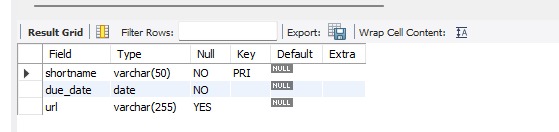 Result Grid Filter Rows: Export: Wrap Cell Content: IA
Field Type Null Key Default Extra
shortname varchar(50) NO PRI NULL
due_date date NO NULL
url varchar(255) YES NULL